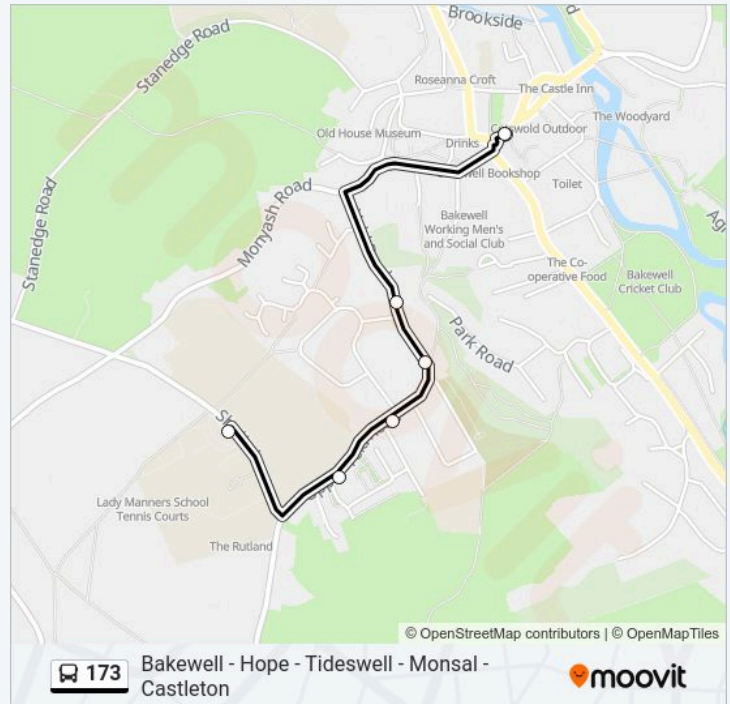 Brookside
Stanedge Road
Roseanna Croft
The Castle Inn
Old House Museum
Drinks
The Woodyard
Toilet
Monyash Road
Stanedge Road
Bakewell
Working Men's
and Social Club
The Co-
operative Food
Bakewell
Cricket Club
Park Road
Lady Manners School
Tennis Courts
The Rutland
© OpenStreetMap contributors | © OpenMapTiles
173
Bakewell - Hope - Tideswell - Monsal -
Castleton
moovit